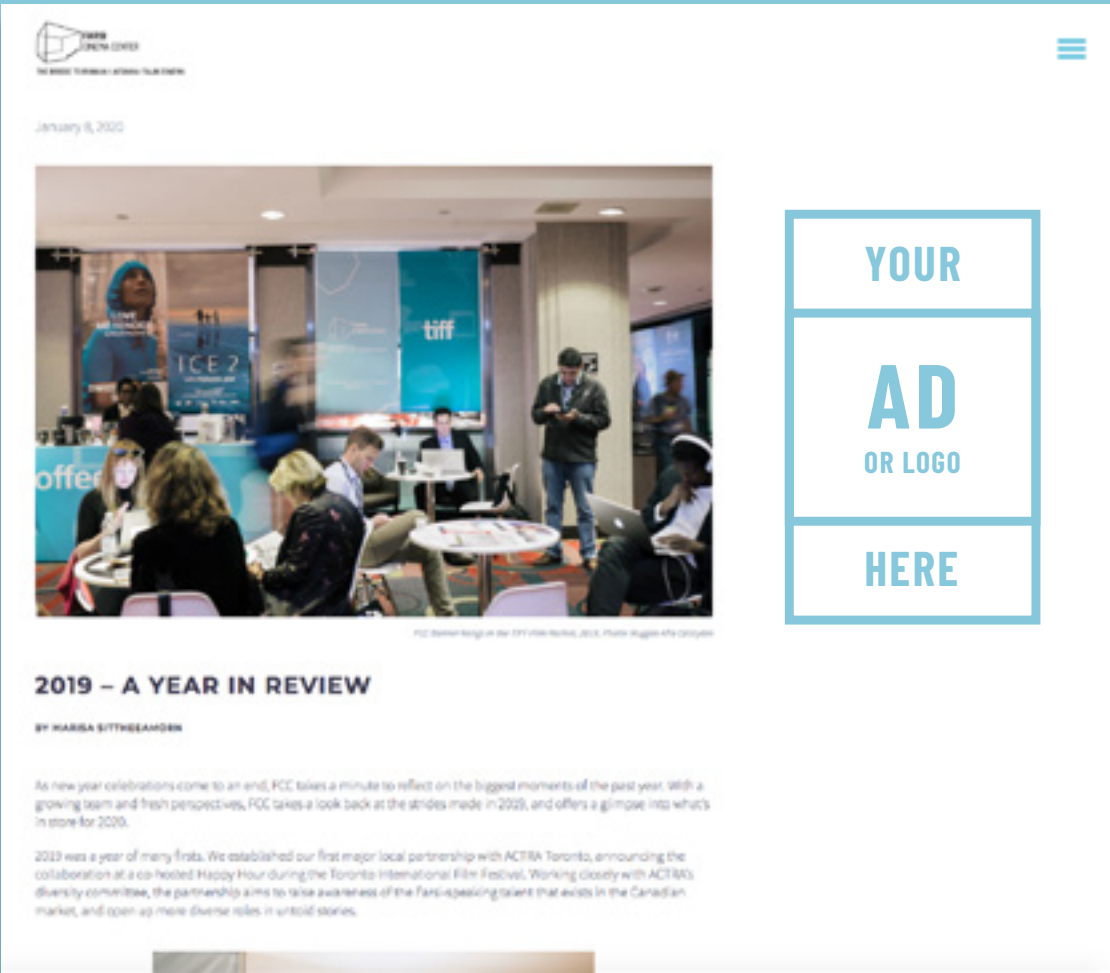 CINEMA CENTER
January 8, 2020
YOUR
AD
OR LOGO
HERE
LOVE
ICE ?
tiff
offee
2019 – A YEAR IN REVIEW
BY MARISA SITTHEEAMORN
As new year celebrations come to an end, FCC takes a minute to reflect on the biggest moments of the past year. With a
growing team and fresh perspectives, FCC takes a look back at the strides made in 2019, and offers a glimpse into what's
in store for 2020.
2019 was a year of many firsts. We established our first major local partnership with ACTRA Toronto, announcing the
collaboration at a co-hosted Happy Hour during the Toronto International Film Festival. Working closely with ACTRA's
diversity committee, the partnership aims to raise awareness of the Farsi-speaking talent that exists in the Canadian
market, and open up more diverse roles in untold stories.